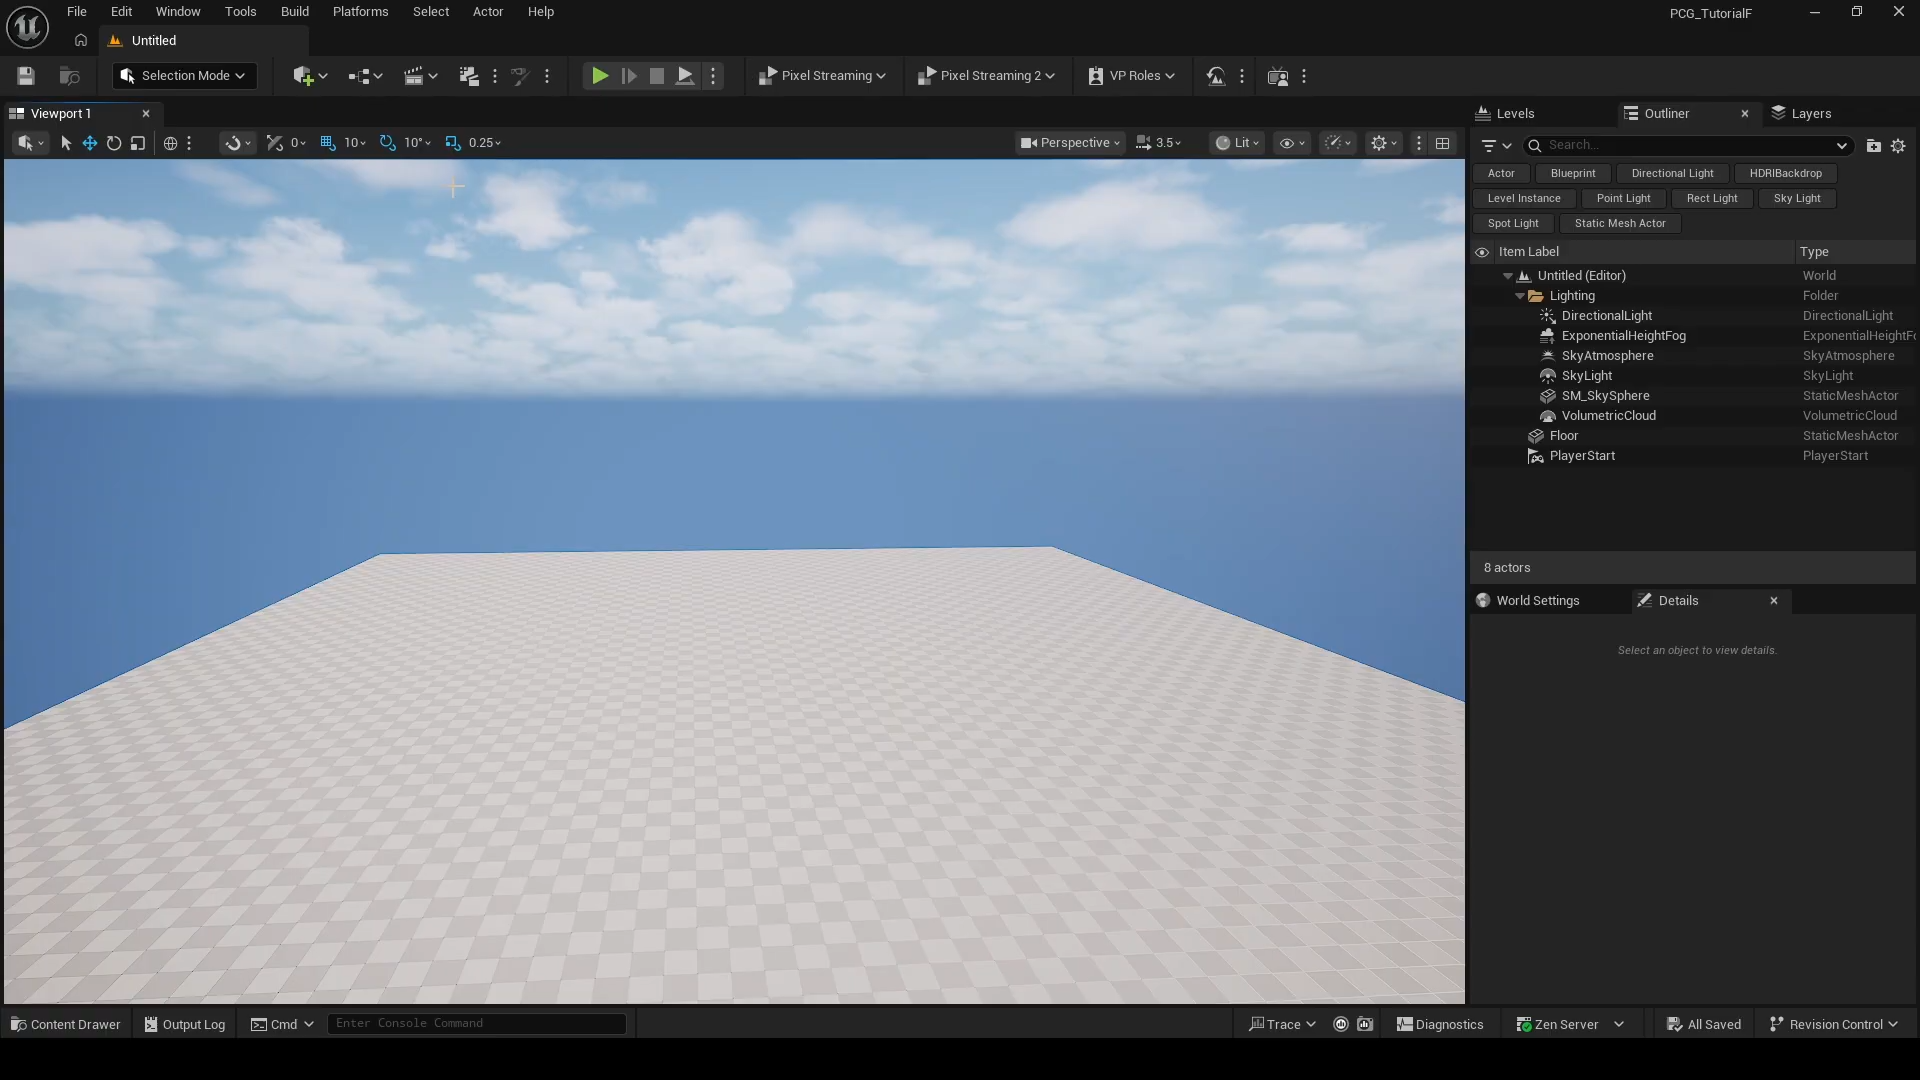 File Edit Window Tools Build Platforms Select Actor Help PCG_TutorialF
Untitled
Selection Mode Pixel Streaming Pixel Streaming 2 VP Roles
Viewport 1 Levels Outliner Layers
0 10 10° 0.25 Perspective 3.5 Lit Search...
Actor Blueprint Directional Light HDRIBackdrop
Level Instance Point Light Rect Light Sky Light
Spot Light Static Mesh Actor
Item Label Type
Untitled (Editor) World
Lighting Folder
DirectionalLight DirectionalLight
ExponentialHeightFog ExponentialHeightFo
SkyAtmosphere SkyAtmosphere
SkyLight SkyLight
SM_SkySphere StaticMeshActor
VolumetricCloud VolumetricCloud
Floor StaticMeshActor
PlayerStart PlayerStart
8 actors
World Settings Details
Select an object to view details.
Content Drawer Output Log Cmd Enter Console Command Trace Diagnostics Zen Server All Saved Revision Control